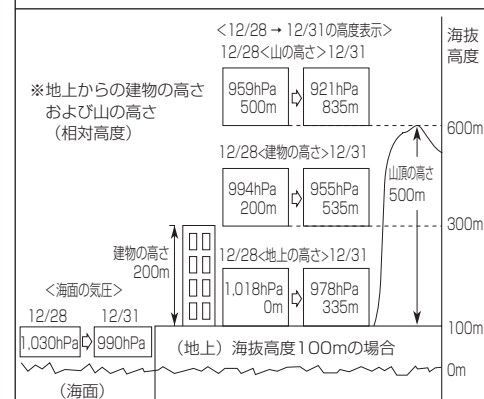 <12/28 → 12/31の高度表示>
12/28<山の高さ>12/31
海抜
高度
※地上からの建物の高さ
および山の高さ
（相対高度）
959hPa
500m
⇨
921hPa
835m
600m
12/28<建物の高さ>12/31
994hPa
200m
⇨
955hPa
535m
山頂の高さ
500m
300m
建物の高さ
200m
12/28<地上の高さ>12/31
1,018hPa
0m
⇨
978hPa
335m
<海面の気圧>
12/28
12/31
1,030hPa
⇨
990hPa
（地上）海抜高度100mの場合
100m
0m
（海面）